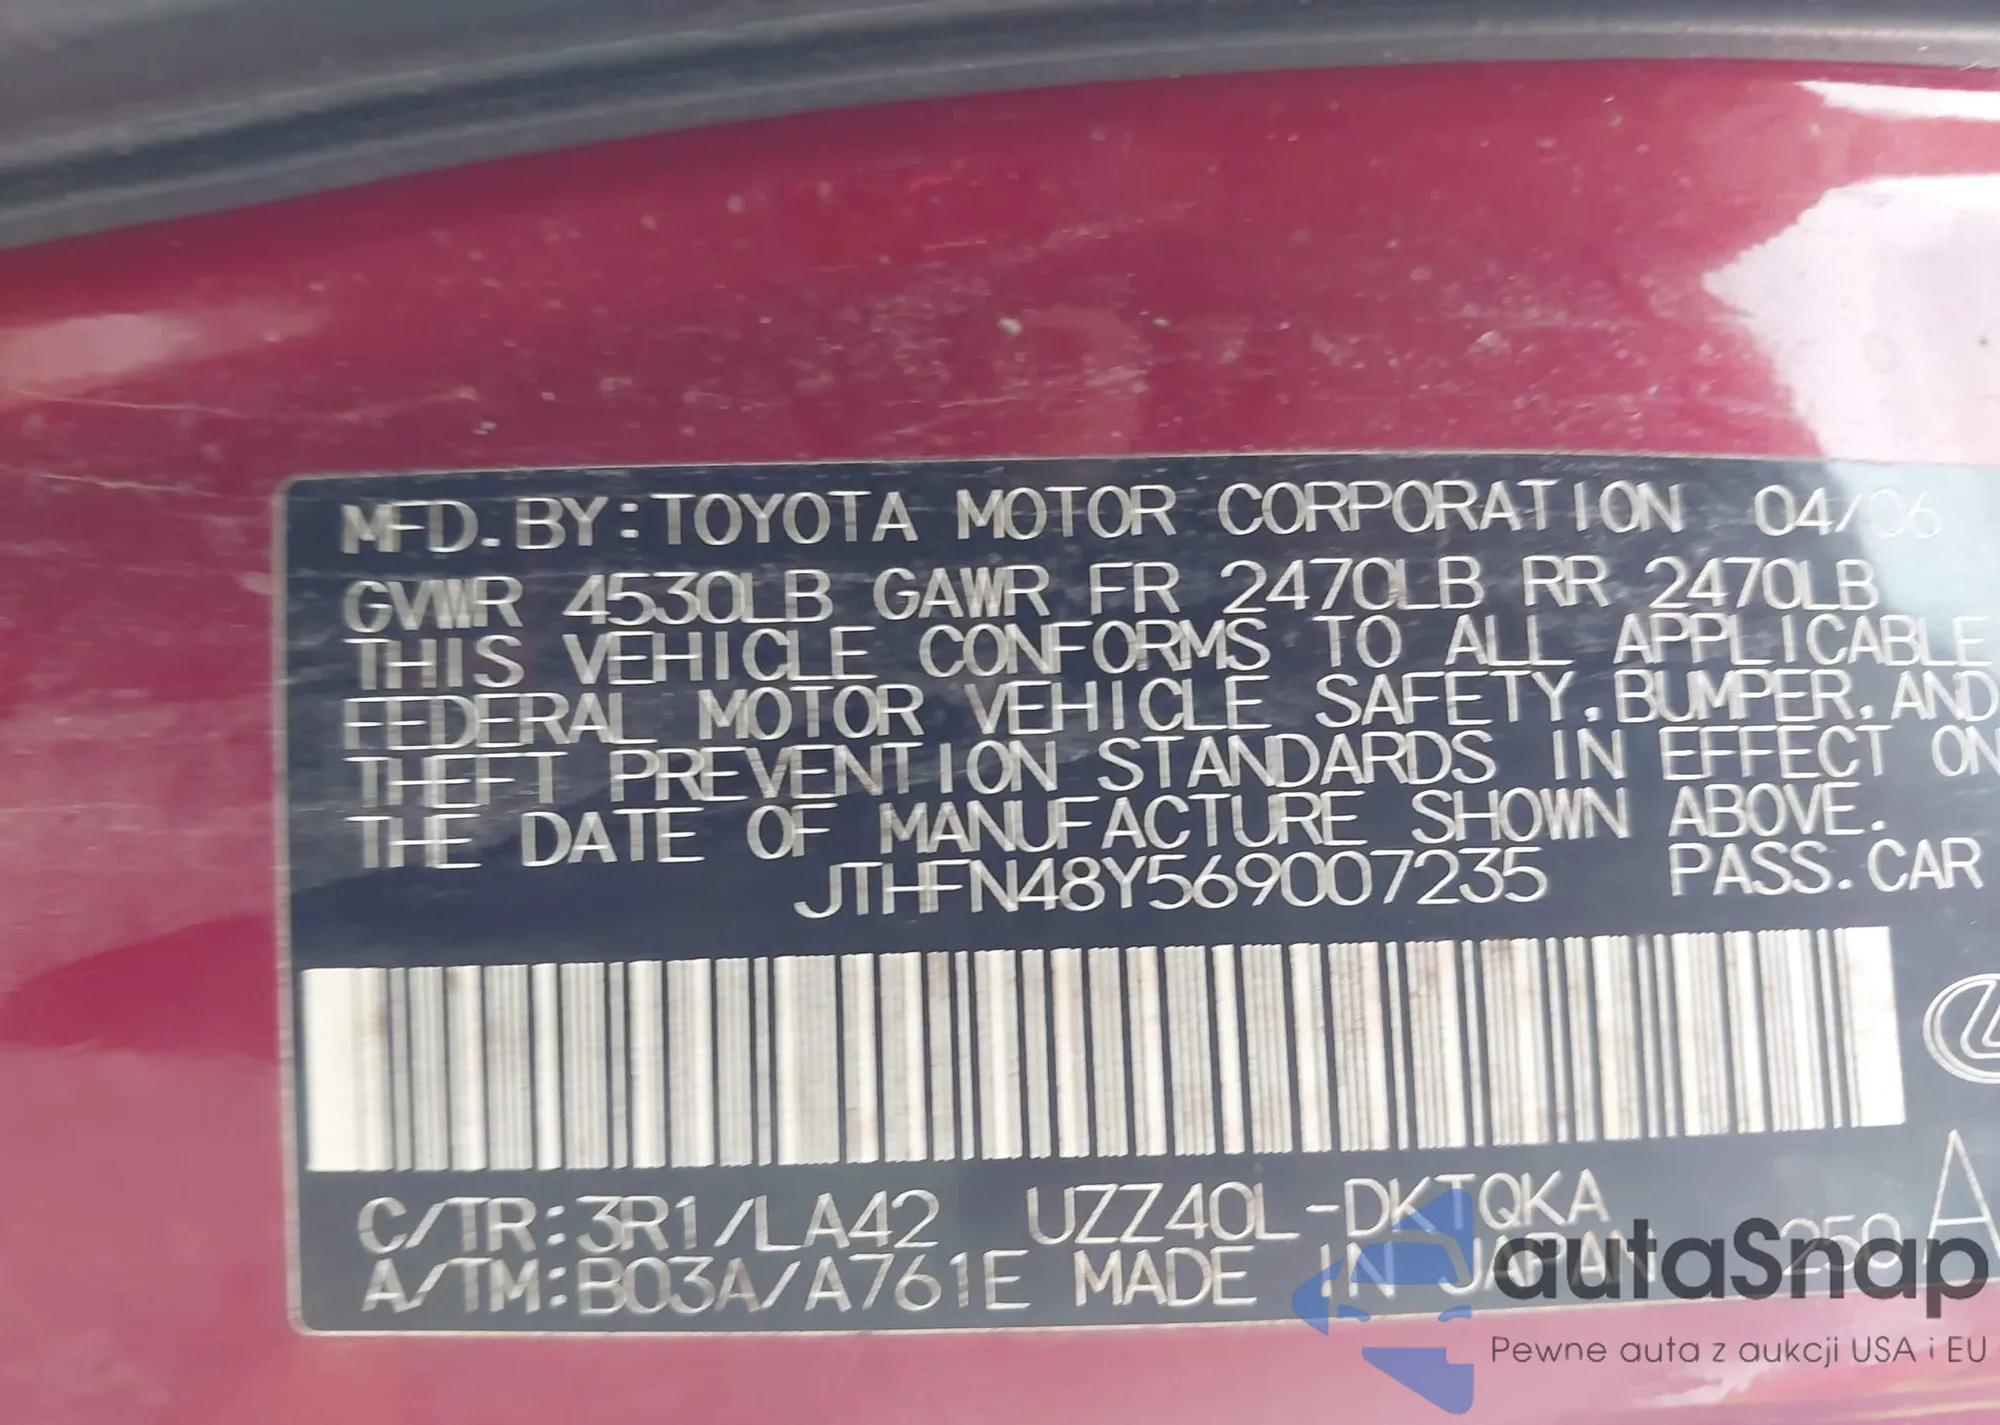 MFD. BY: TOYOTA MOTOR CORPORATION 04/06
GVWR 4530LB GAWR FR 2470LB RR 2470LB
THIS VEHICLE CONFORMS TO ALL APPLICABLE
FEDERAL MOTOR VEHICLE SAFETY. BUMPER. AND
THEFT PREVENTION STANDARDS IN EFFECT ON
THE DATE OF MANUFACTURE SHOWN ABOVE.
JTHFN48Y569007235 PASS. CAR
C/TR: 3R1/LA42 UZZ40L-DKTQKA
A/TM: B03A/A761E MADE IN JAPAN 250 A
autaSnap
Pewne auta z aukcji USA i EU